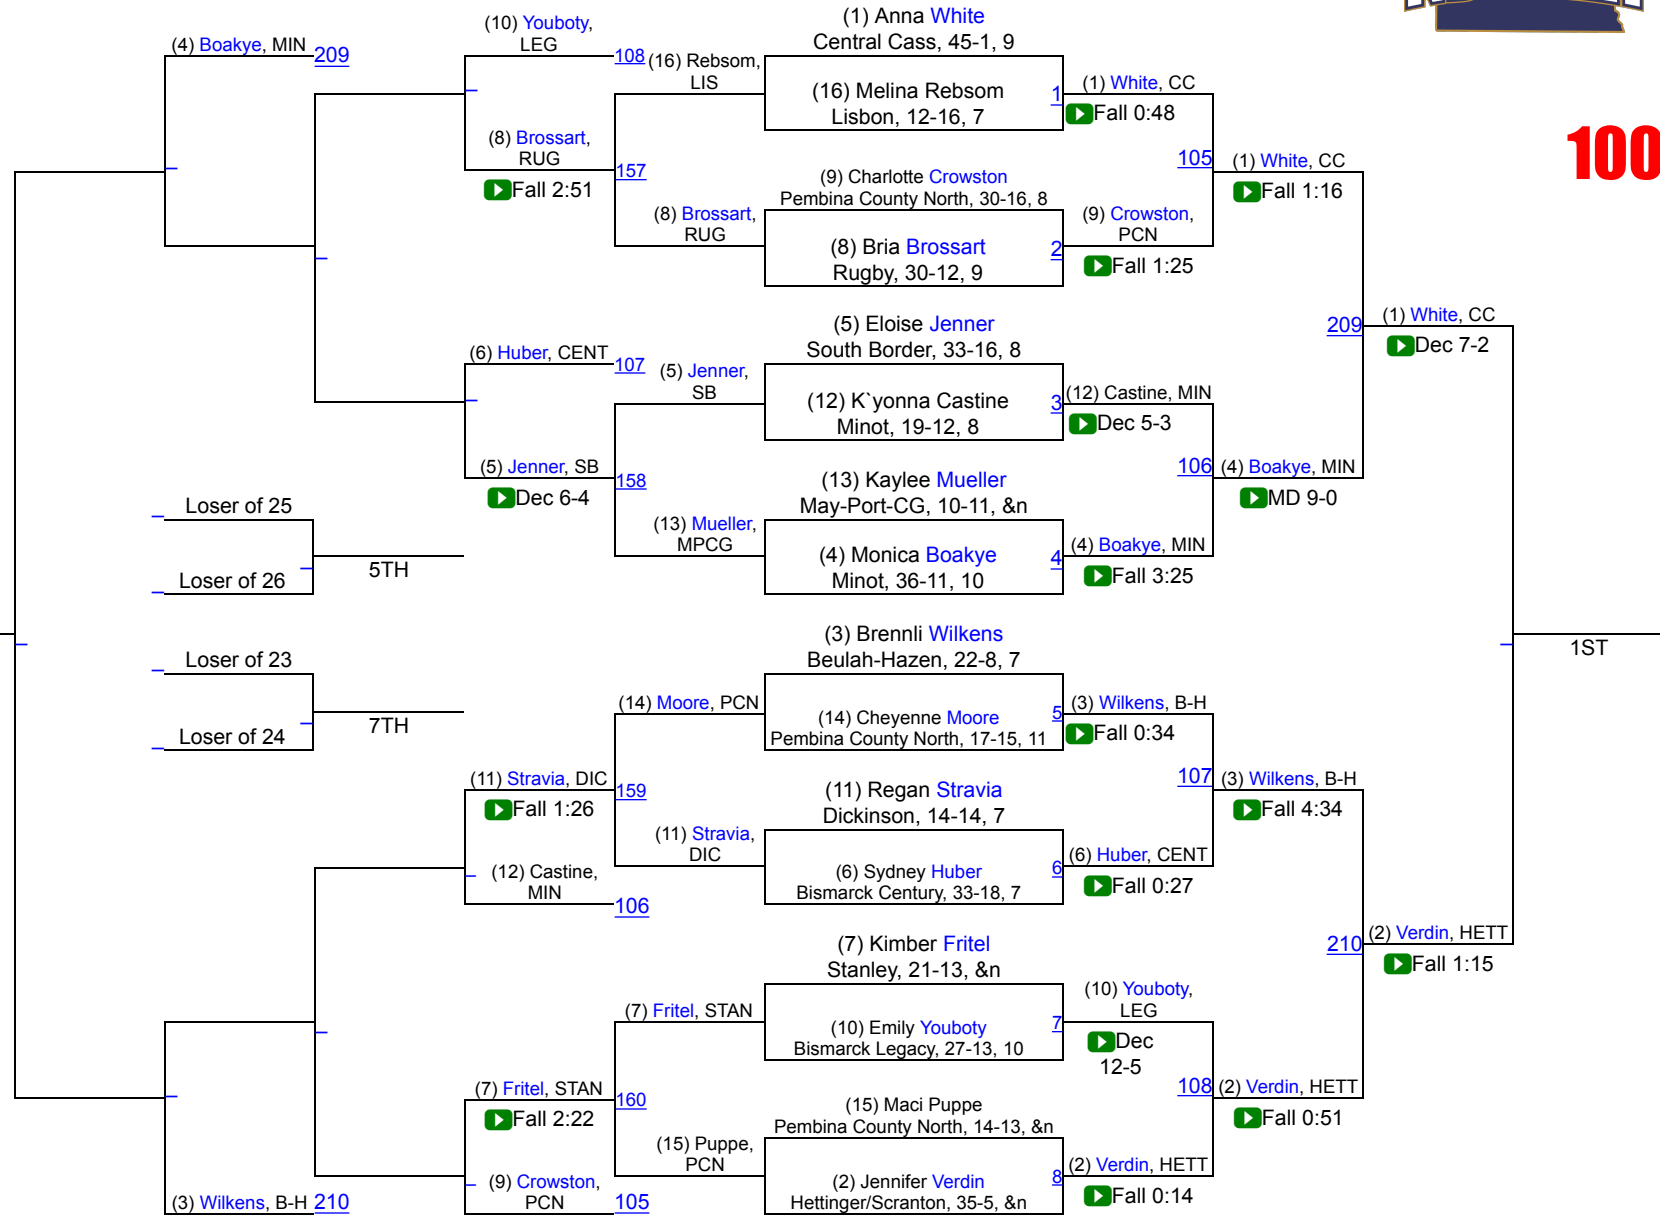 (4) Boakye, MIN
209
(10) Youboty,
LEG
108
(8) Brossart,
RUG
Fall 2:51
157
(6) Huber, CENT
107
(5) Jenner, SB
Dec 6-4
158
Loser of 25
Loser of 26
5TH
Loser of 23
Loser of 24
7TH
(11) Stravia, DIC
Fall 1:26
159
(12) Castine,
MIN
106
(7) Fritel, STAN
Fall 2:22
160
(9) Crowston,
PCN
105
(3) Wilkens, B-H
210
(16) Rebsom,
LIS
(8) Brossart,
RUG
(5) Jenner,
SB
(13) Mueller,
MPCG
(14) Moore, PCN
(11) Stravia,
DIC
(7) Fritel, STAN
(15) Puppe,
PCN
(1) Anna White
Central Cass, 45-1, 9
(16) Melina Rebsom
Lisbon, 12-16, 7
1
(9) Charlotte Crowston
Pembina County North, 30-16, 8
(8) Bria Brossart
Rugby, 30-12, 9
2
(5) Eloise Jenner
South Border, 33-16, 8
(12) K`yonna Castine
Minot, 19-12, 8
3
(13) Kaylee Mueller
May-Port-CG, 10-11, &n
(4) Monica Boakye
Minot, 36-11, 10
4
(3) Brennli Wilkens
Beulah-Hazen, 22-8, 7
(14) Cheyenne Moore
Pembina County North, 17-15, 11
5
(11) Regan Stravia
Dickinson, 14-14, 7
(6) Sydney Huber
Bismarck Century, 33-18, 7
6
(7) Kimber Fritel
Stanley, 21-13, &n
(10) Emily Youboty
Bismarck Legacy, 27-13, 10
7
(15) Maci Puppe
Pembina County North, 14-13, &n
(2) Jennifer Verdin
Hettinger/Scranton, 35-5, &n
8
(1) White, CC
Fall 0:48
105
(9) Crowston,
PCN
Fall 1:25
(12) Castine, MIN
Dec 5-3
106
(4) Boakye, MIN
Fall 3:25
(3) Wilkens, B-H
Fall 0:34
107
(6) Huber, CENT
Fall 0:27
(10) Youboty,
LEG
Dec
12-5
108
(2) Verdin, HETT
Fall 0:14
(1) White, CC
Fall 1:16
209
(4) Boakye, MIN
MD 9-0
(3) Wilkens, B-H
Fall 4:34
210
(2) Verdin, HETT
Fall 0:51
(1) White, CC
Dec 7-2
(2) Verdin, HETT
Fall 1:15
1ST
100